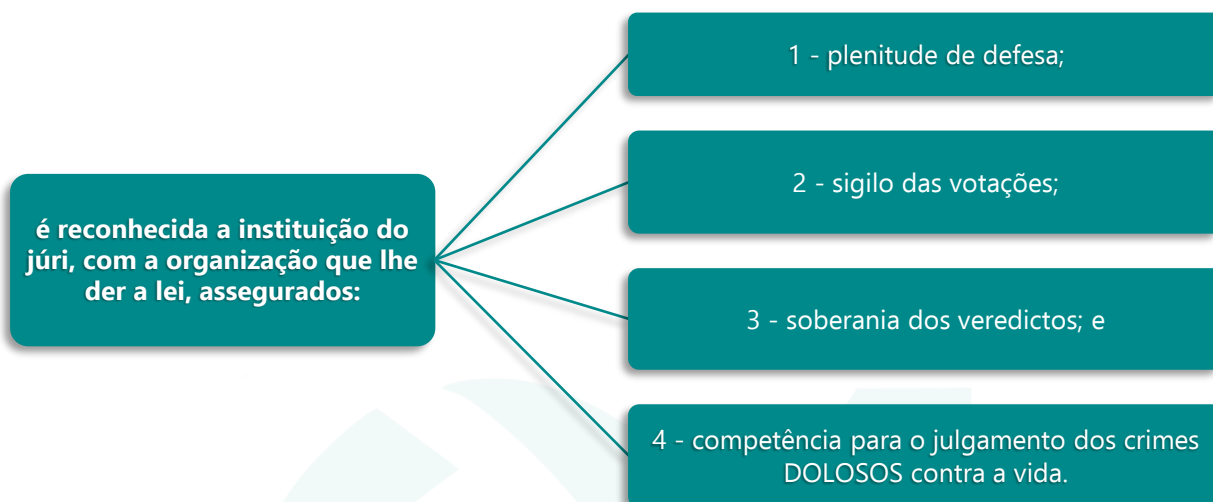 é reconhecida a instituição do
júri, com a organização que lhe
der a lei, assegurados:
1 - plenitude de defesa;
2 - sigilo das votações;
3 - soberania dos veredictos; e
4 - competência para o julgamento dos crimes
DOLOSOS contra a vida.